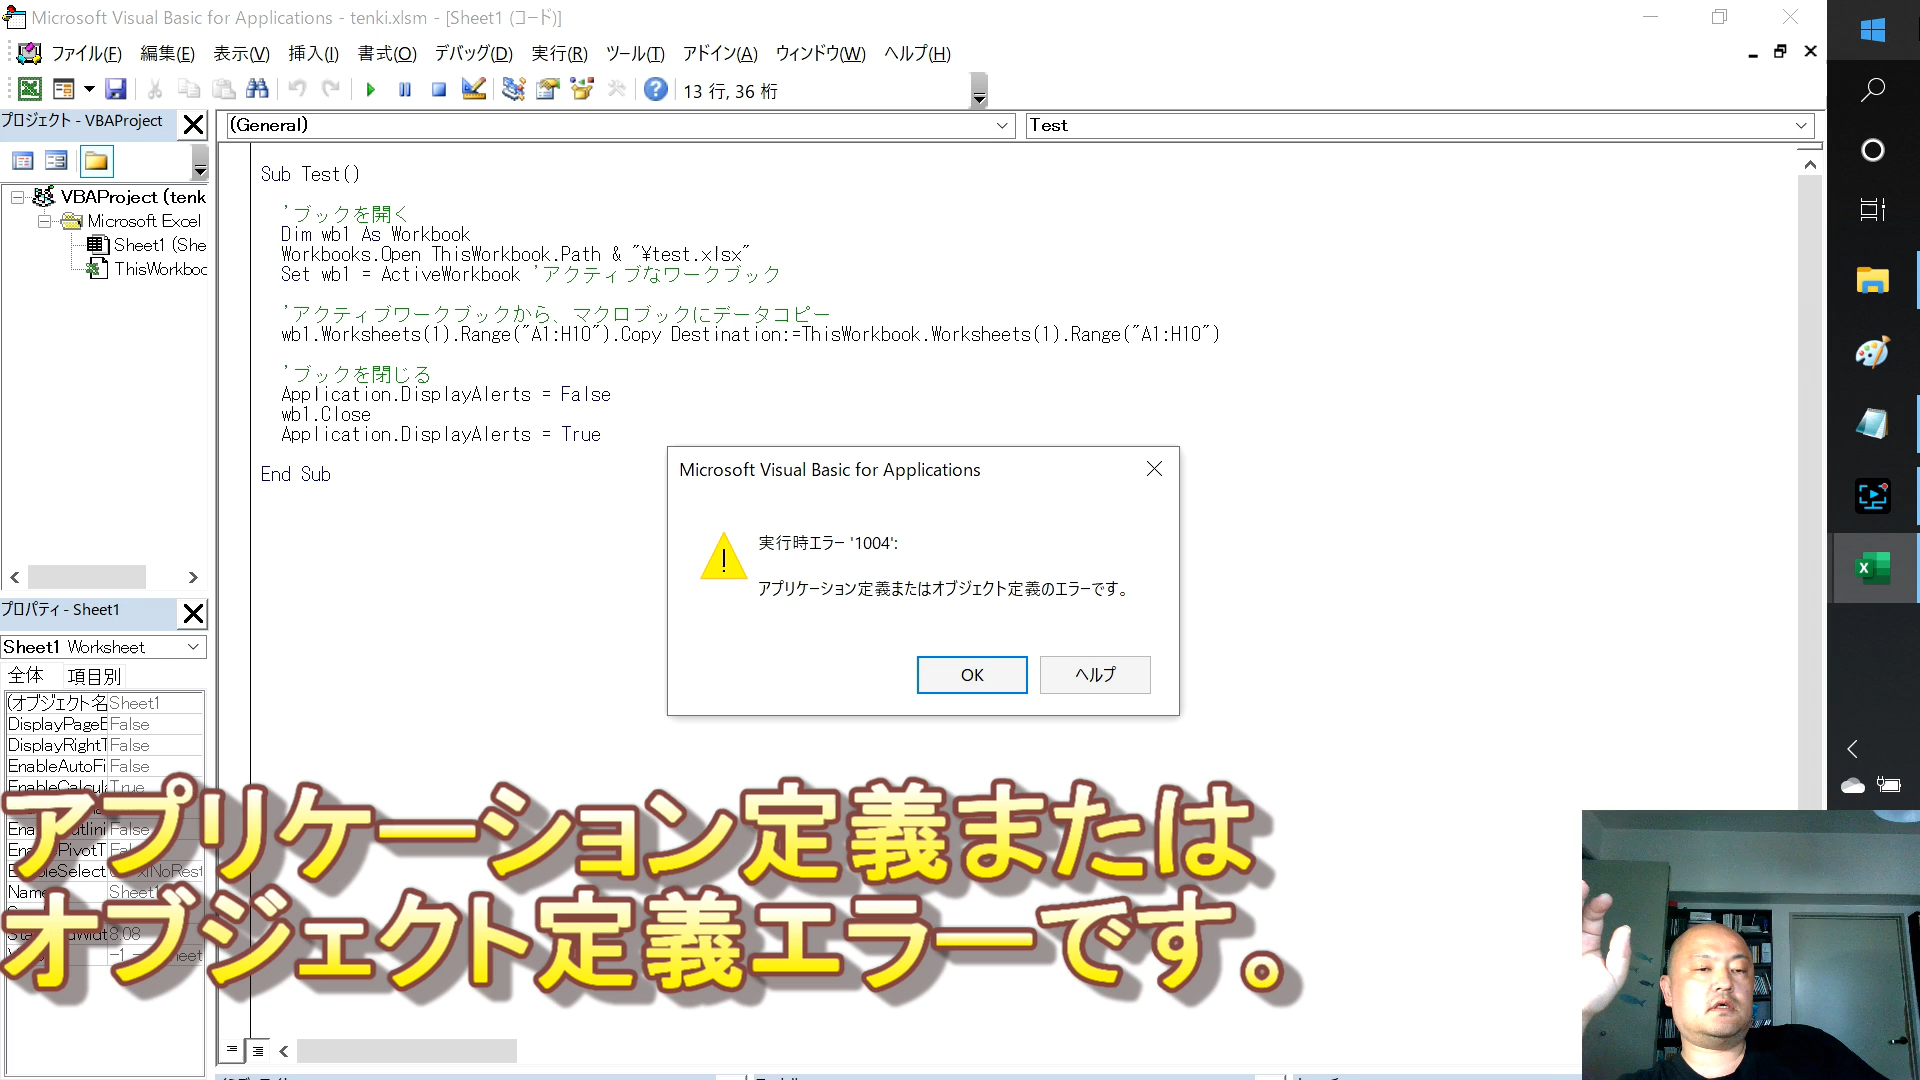 Microsoft Visual Basic for Applications - tenki.xlsm - [Sheet1 (コード)]
ファイル(F) 編集(E) 表示(V) 挿入(I) 書式(O) デバッグ(D) 実行(R) ツール(T) アドイン(A) ウィンドウ(W) ヘルプ(H)
13 行, 36 桁
プロジェクト - VBAProject
(General)
Test
VBAProject (tenk
Microsoft Excel
Sheet1 (She
ThisWorkboo
Sub Test()
'ブックを開く
Dim wb1 As Workbook
Workbooks.Open ThisWorkbook.Path & "¥test.xlsx"
Set wb1 = ActiveWorkbook 'アクティブなワークブック
'アクティブワークブックから、マクロブックにデータコピー
wb1.Worksheets(1).Range("A1:H10").Copy Destination:=ThisWorkbook.Worksheets(1).Range("A1:H10")
'ブックを閉じる
Application.DisplayAlerts = False
wb1.Close
Application.DisplayAlerts = True
End Sub
Microsoft Visual Basic for Applications
実行時エラー '1004':
アプリケーション定義またはオブジェクト定義のエラーです。
OK
ヘルプ
プロパティ - Sheet1
Sheet1 Worksheet
全体 項目別
(オブジェクト名 Sheet1
DisplayPageE False
DisplayRightT False
EnableAutoFi False
EnableCalcula True
False
Name Sheet1
8.08
アプリケーション定義または
オブジェクト定義エラーです。